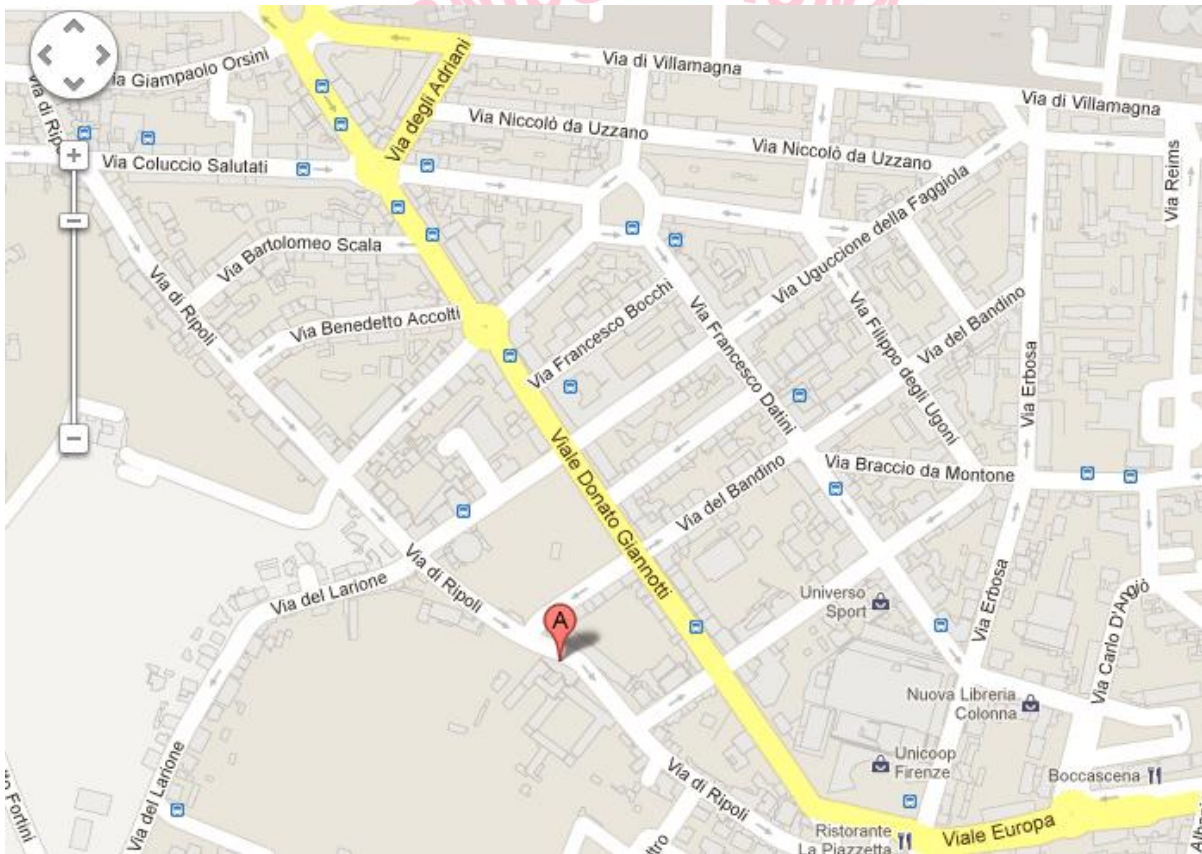 Via Giampaolo Orsini
Via degli Adriani
Via di Villamagna
Via di Villamagna
Via Niccolò da Uzzano
Via Niccolò da Uzzano
Via Coluccio Salutati
Via Reims
Via Bartolomeo Scala
Via di Ripoli
Via Benedetto Accolti
Via Francesco Bocchi
Via Uguccione della Faggiola
Via Francesco Datini
Via Filippo degli Ugoni
Via del Bandino
Via Erbosa
Viale Donato Giannotti
Via del Bandino
Via Braccio da Montone
Via del Larione
Via di Ripoli
A
Universo
Sport
Via Erbosa
Via Carlo D'Angiò
Nuova Libreria
Colonna
Via del Larione
Unicoop
Firenze
Boccascena
Via di Ripoli
Fortini
Ristorante
La Piazzetta
Viale Europa